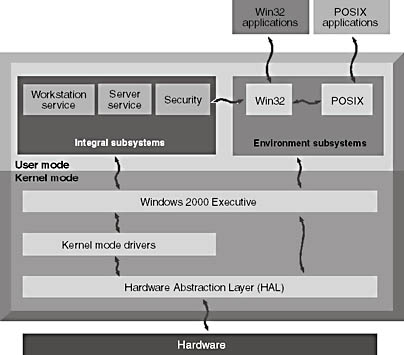 Win32 applications
POSIX applications
Workstation service
Server service
Security
Win32
POSIX
Integral subsystems
Environment subsystems
User mode
Kernel mode
Windows 2000 Executive
Kernel mode drivers
Hardware Abstraction Layer (HAL)
Hardware